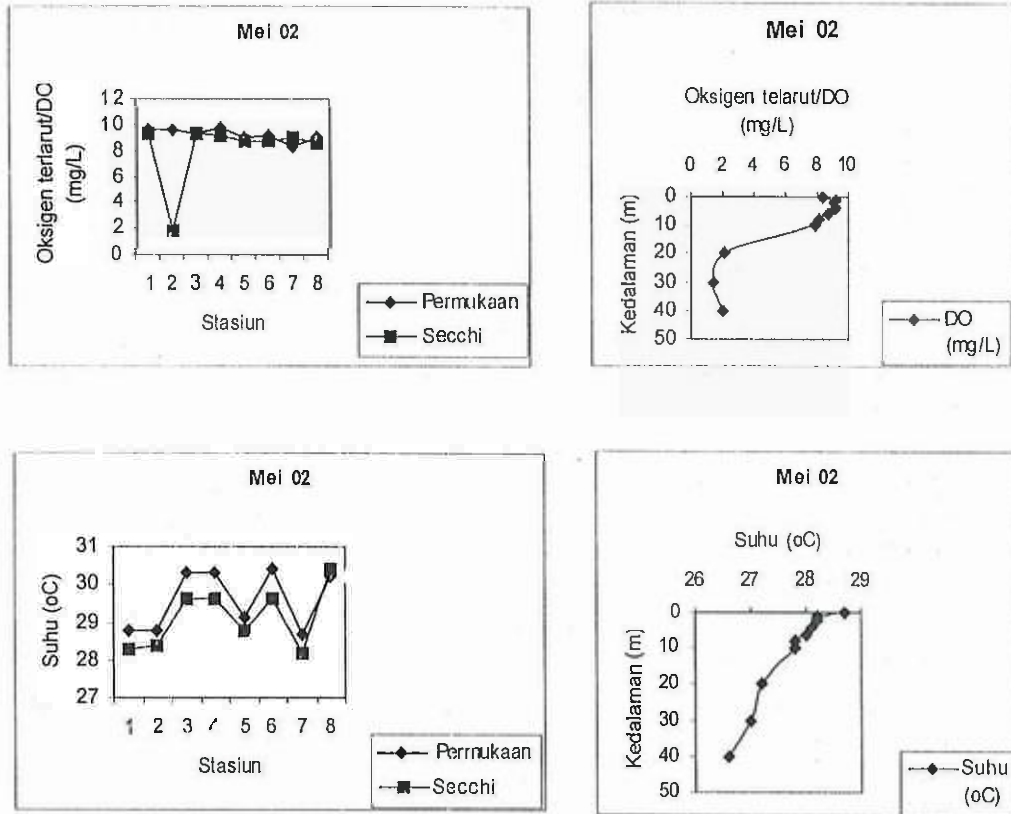 Mei 02
Oksigen terlarut/DO
(mg/L)
12
10
8
6
4
2
0
1 2 3 4 5 6 7 8
Stasiun
Permukaan
Secchi
Mei 02
Oksigen telarut/DO
(mg/L)
0 2 4 6 8 10
Kedalaman (m)
0
10
20
30
40
50
DO
(mg/L)
Mei 02
Suhu (oC)
31
30
29
28
27
1 2 3 4 5 6 7 8
Stasiun
Permukaan
Secchi
Mei 02
Suhu (oC)
26 27 28 29
Kedalaman (m)
0
10
20
30
40
50
Suhu
(oC)